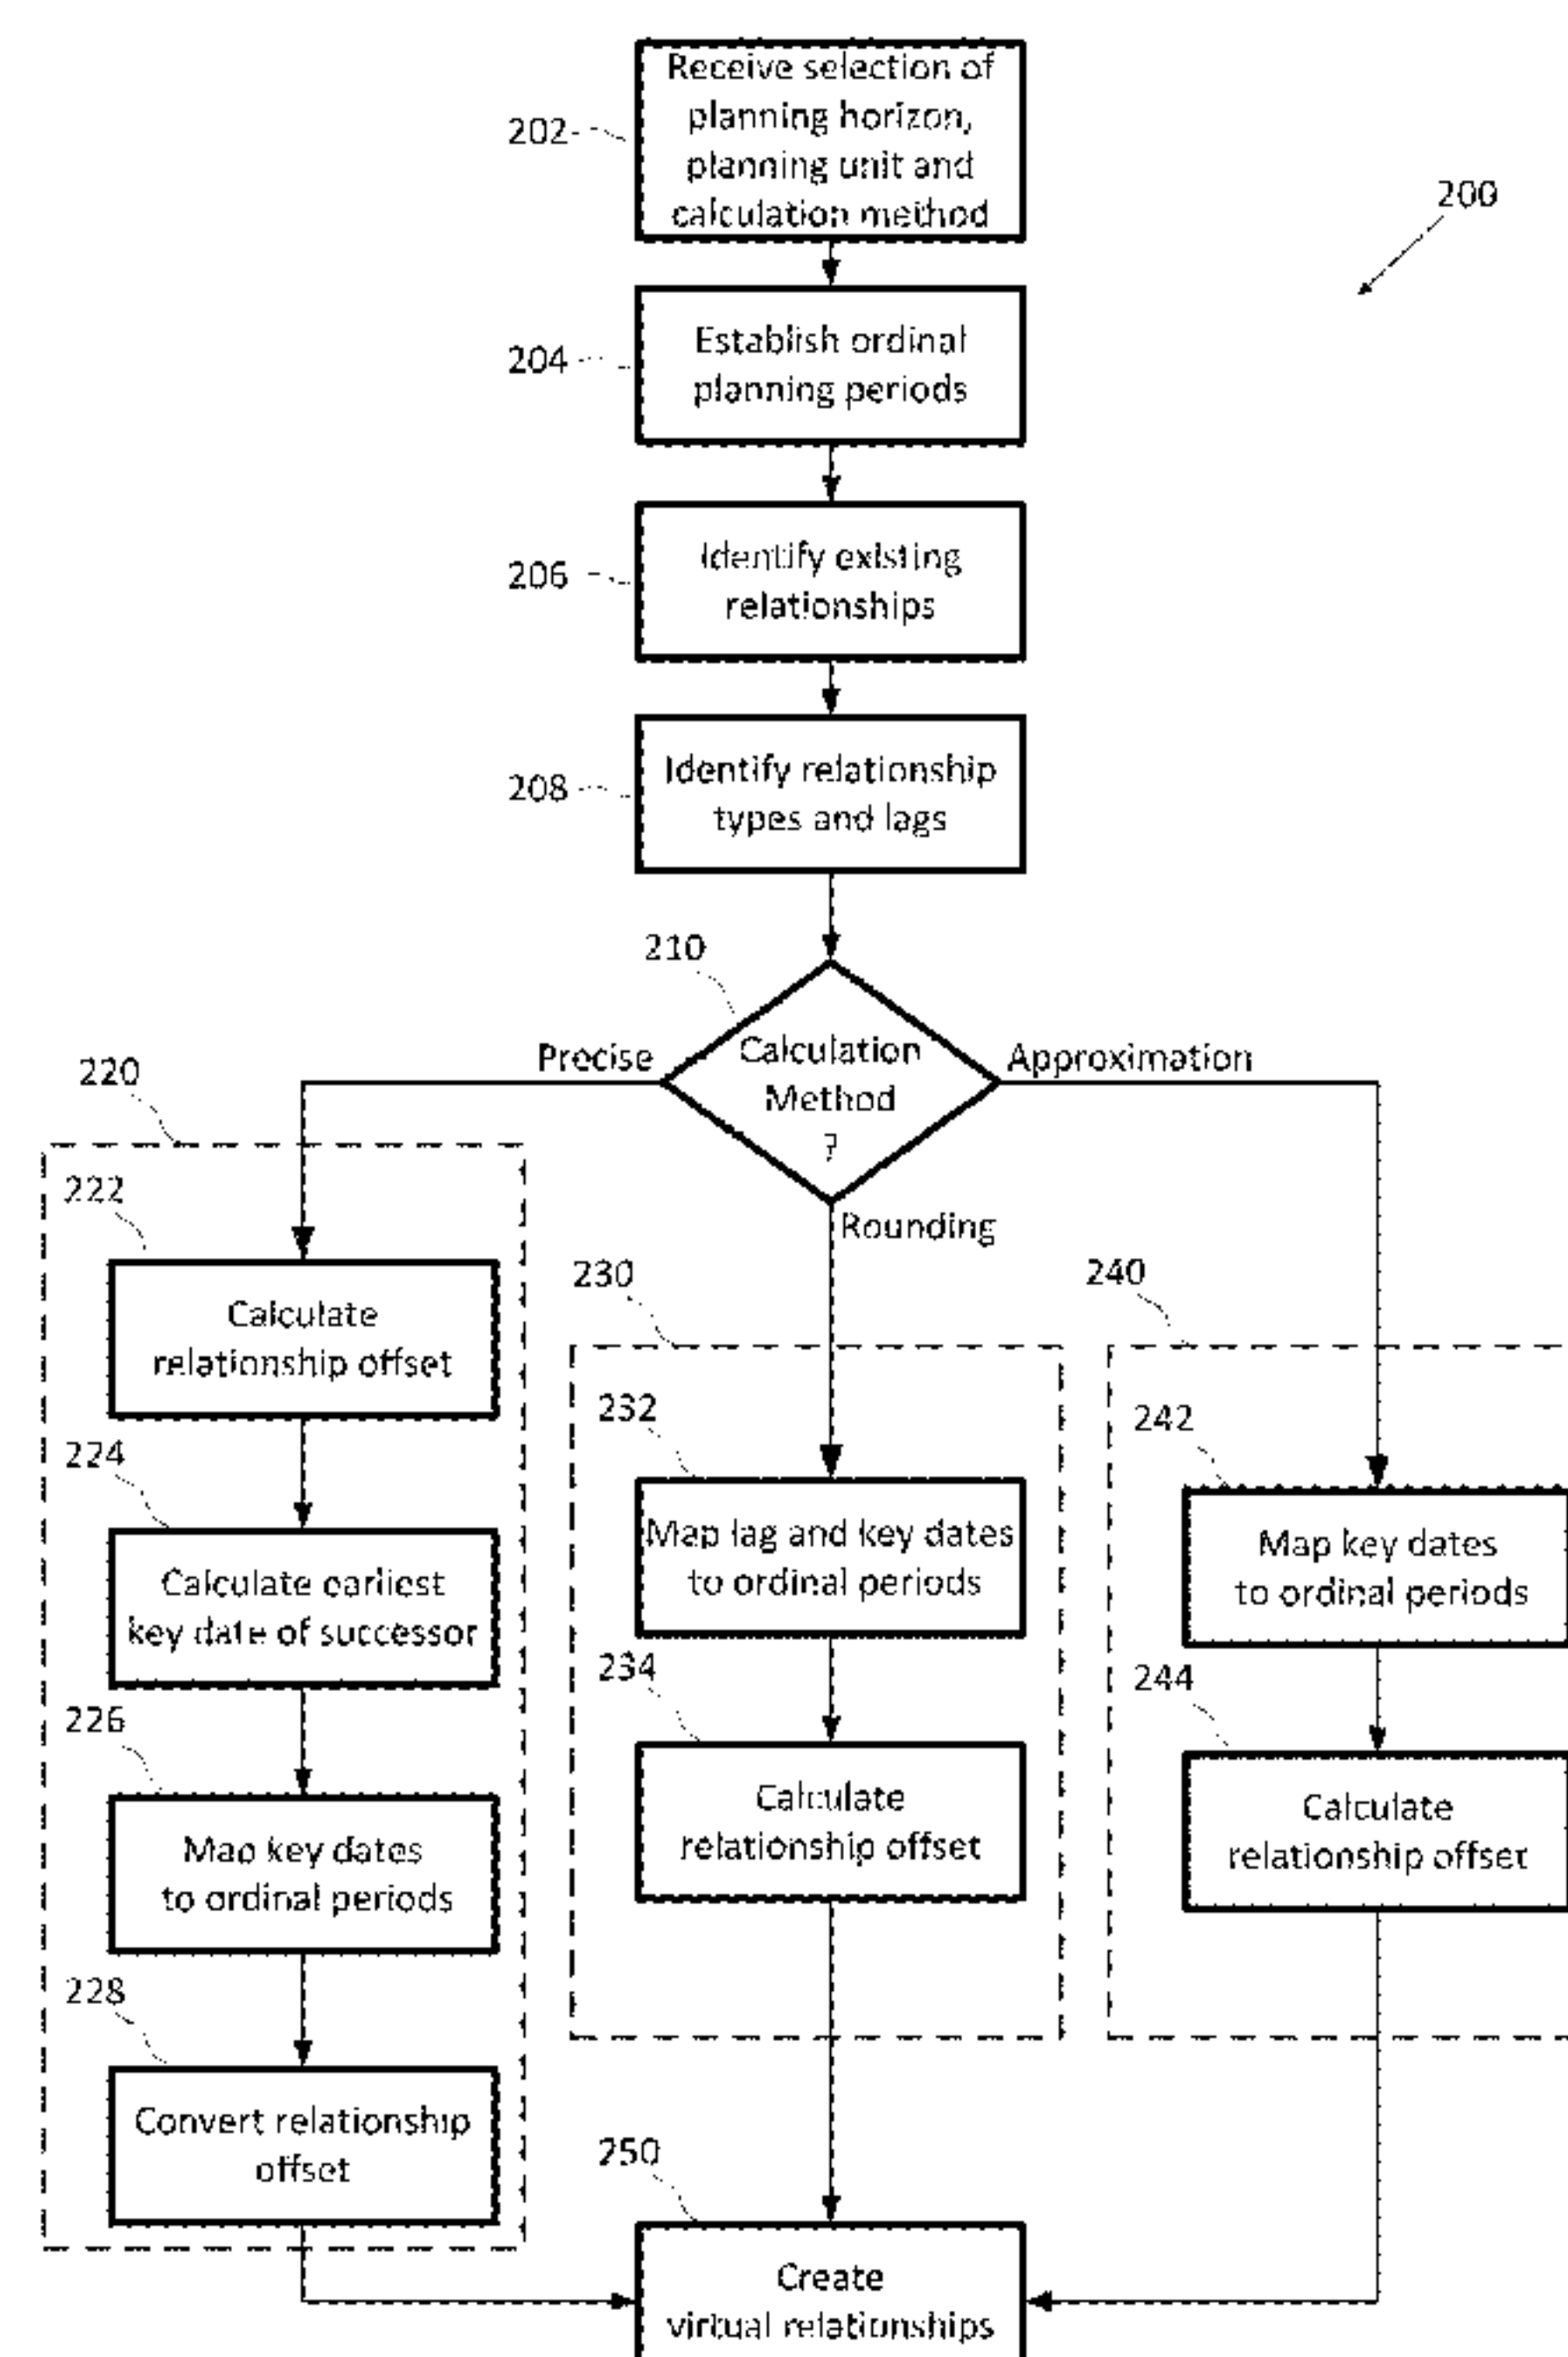 Receive selection of
planning horizon,
planning unit and
calculation method
202
200
Establish ordinal
planning periods
204
Identify existing
relationships
206
Identify relationship
types and lags
208
210
Calculation
Method
?
Precise
Approximation
Rounding
220
222
Calculate
relationship offset
224
Calculate earliest
key date of successor
226
Map key dates
to ordinal periods
228
Convert relationship
offset
230
232
Map lag and key dates
to ordinal periods
234
Calculate
relationship offset
240
242
Map key dates
to ordinal periods
244
Calculate
relationship offset
250
Create
virtual relationships